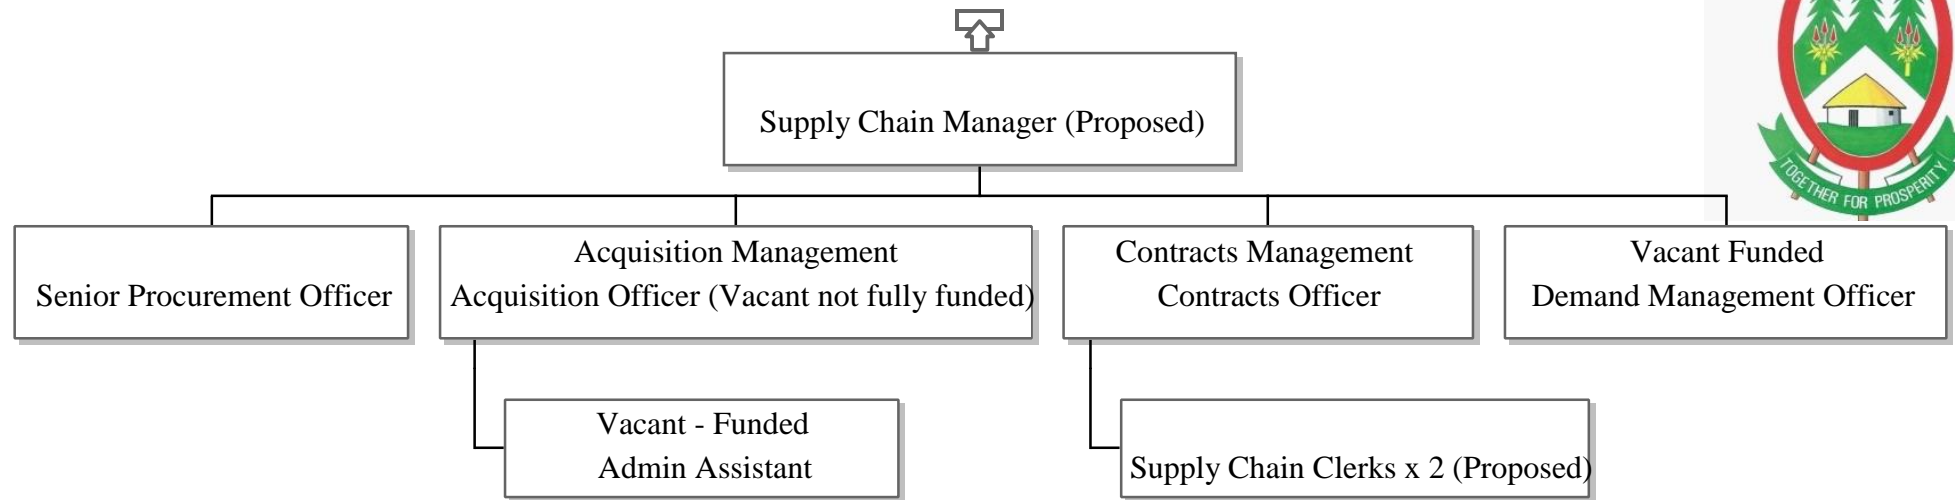 Supply Chain Manager (Proposed)
TOGETHER FOR PROSPERITY
Senior Procurement Officer
Acquisition Management
Acquisition Officer (Vacant not fully funded)
Contracts Management
Contracts Officer
Vacant Funded
Demand Management Officer
Vacant - Funded
Admin Assistant
Supply Chain Clerks x 2 (Proposed)